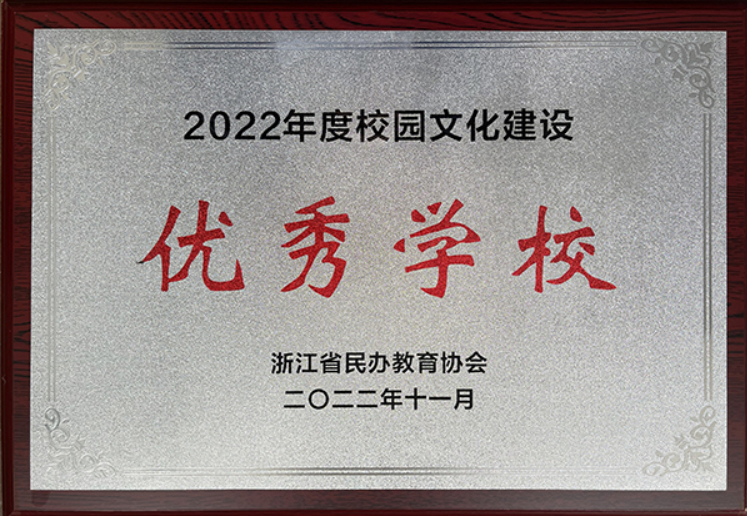 2022年度校园文化建设
优秀学校
浙江省民办教育协会
二〇二二年十一月